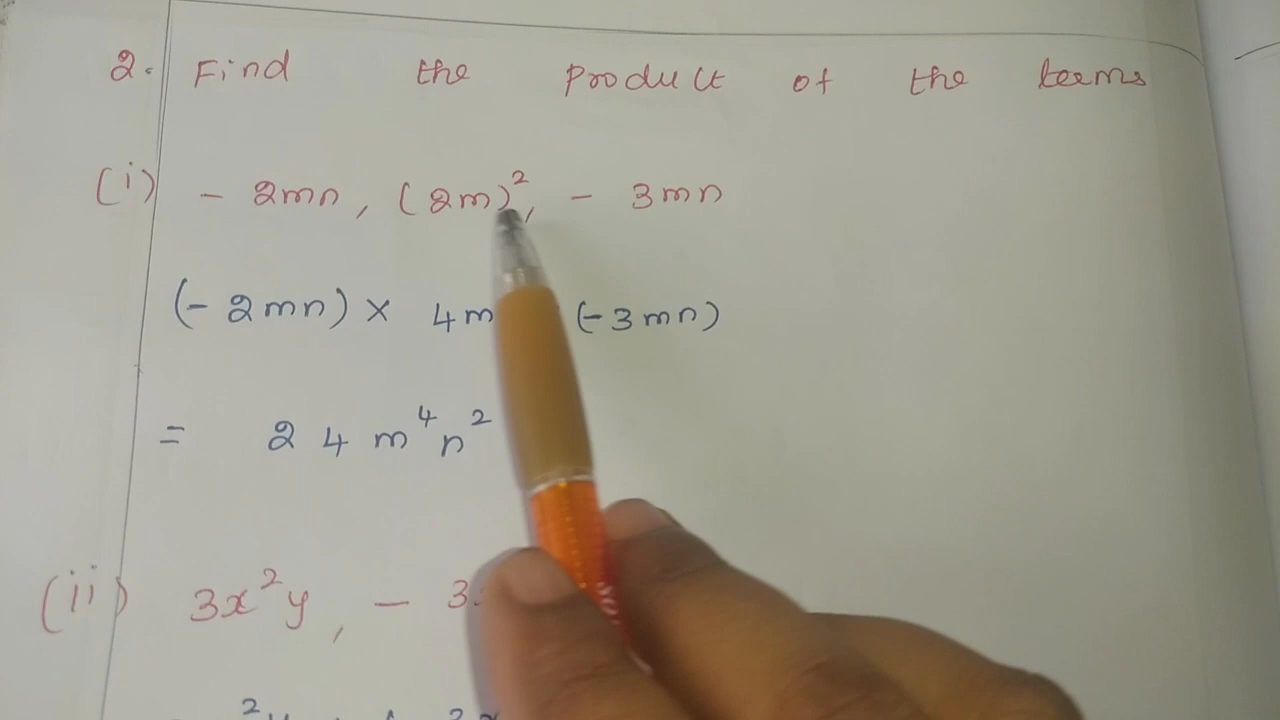 2. Find the Product of the terms
(i) - 2mn, (2m)², - 3mn
(- 2mn) × 4m (-3mn)
= 24 m⁴n²
(ii) 3x²y, - 3